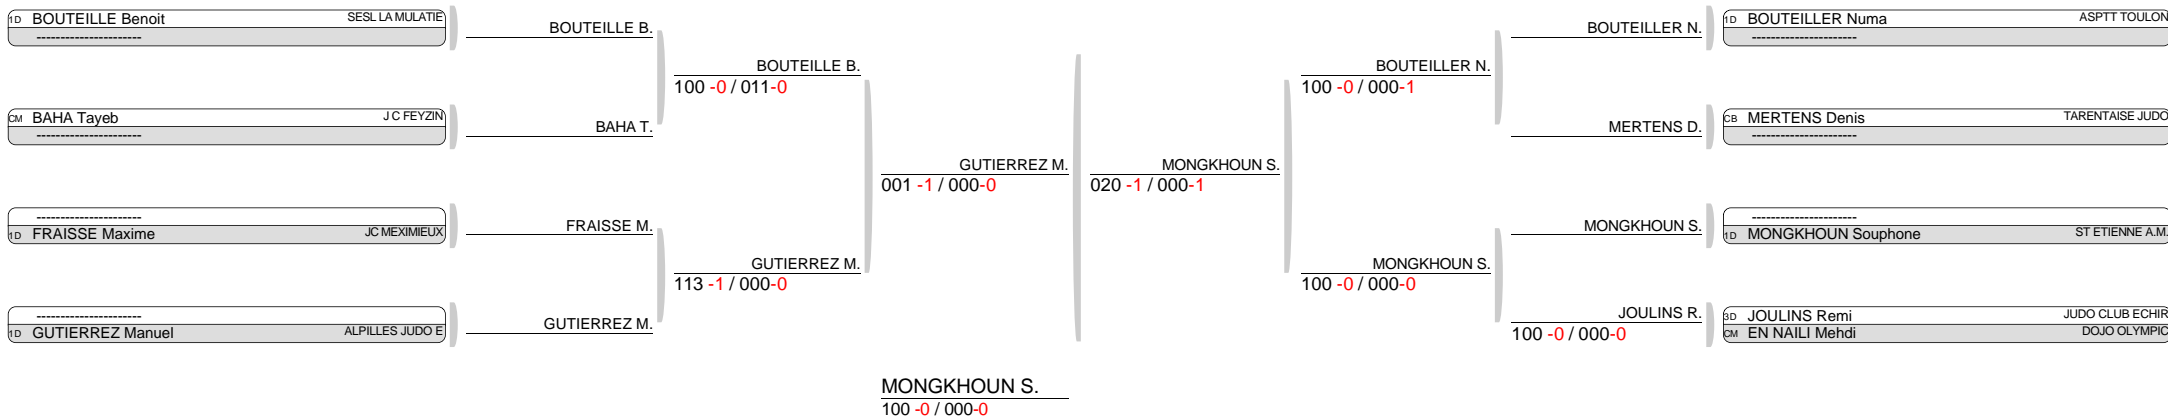 1D BOUTEILLE Benoit SESL LA MULATIE
----------------------
BOUTEILLE B.
BOUTEILLE B.
100 -0 / 011-0
CM BAHA Tayeb J C FEYZIN
----------------------
BAHA T.
GUTIERREZ M.
001 -1 / 000-0
----------------------
1D FRAISSE Maxime JC MEXIMIEUX
FRAISSE M.
GUTIERREZ M.
113 -1 / 000-0
----------------------
1D GUTIERREZ Manuel ALPILLES JUDO E
GUTIERREZ M.
MONGKHOUN S.
100 -0 / 000-0
BOUTEILLER N.
1D BOUTEILLER Numa ASPTT TOULON
----------------------
BOUTEILLER N.
100 -0 / 000-1
MERTENS D.
CB MERTENS Denis TARENTAISE JUDO
----------------------
MONGKHOUN S.
020 -1 / 000-1
MONGKHOUN S.
----------------------
1D MONGKHOUN Souphone ST ETIENNE A.M.
MONGKHOUN S.
100 -0 / 000-0
JOULINS R.
100 -0 / 000-0
3D JOULINS Remi JUDO CLUB ECHIR
CM EN NAILI Mehdi DOJO OLYMPIC